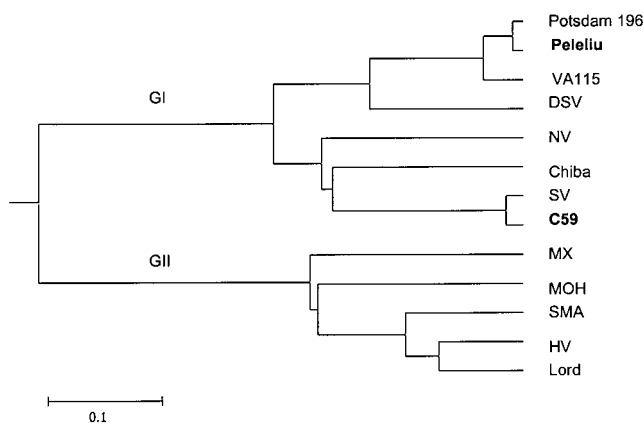 Potsdam 196
Peleliu
VA115
GI
DSV
NV
Chiba
SV
C59
MX
GII
MOH
SMA
HV
Lord
0.1